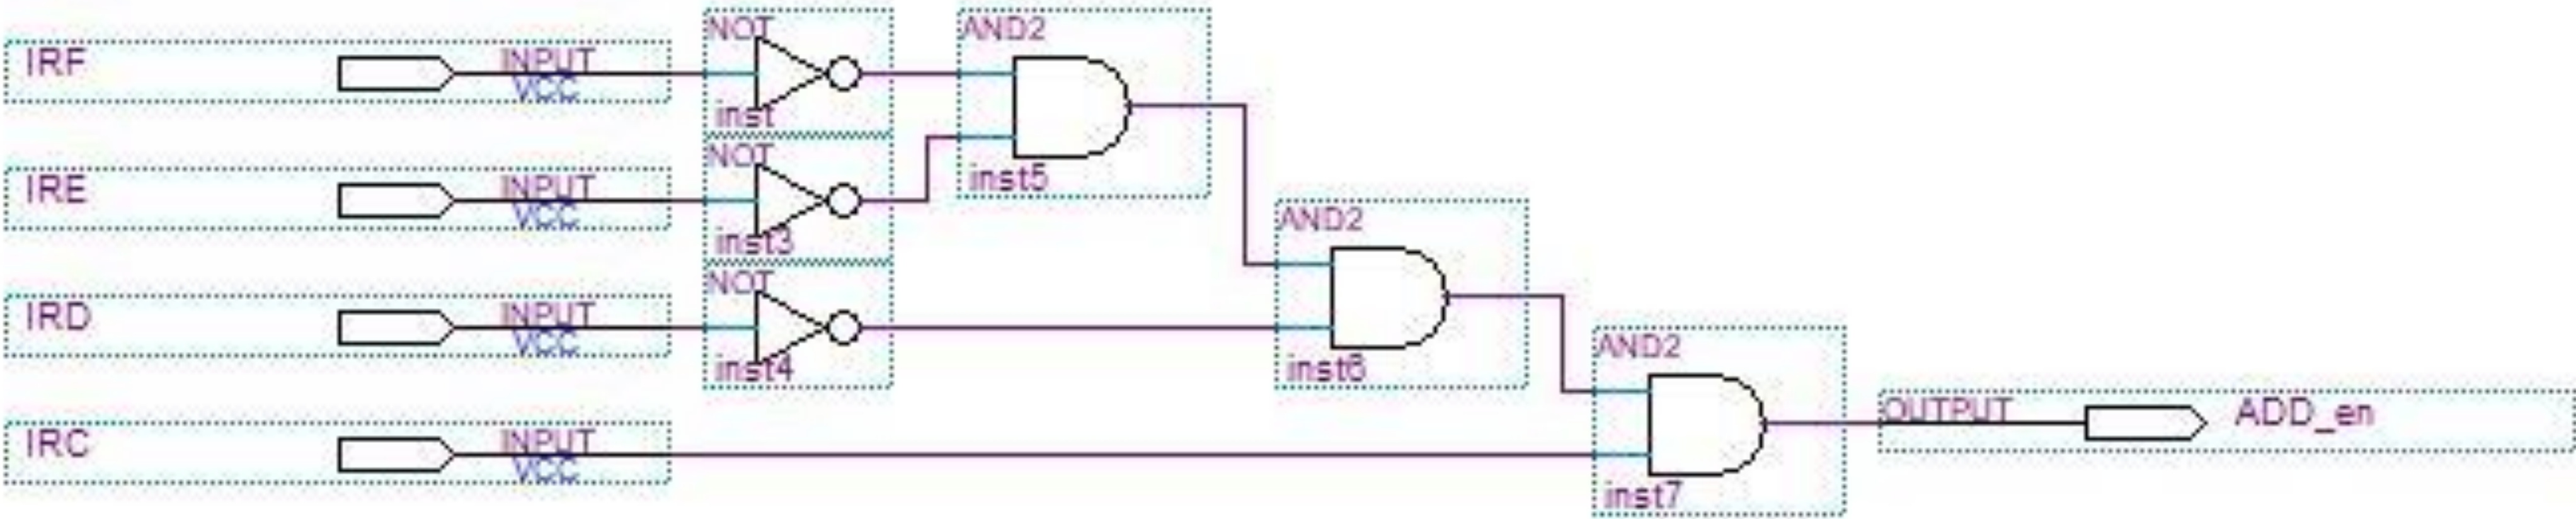 IRF
INPUT
VCC
NOT
inst
AND2
inst5
IRE
INPUT
VCC
NOT
inst3
AND2
inst6
IRD
INPUT
VCC
NOT
inst4
AND2
inst7
IRC
INPUT
VCC
OUTPUT
ADD_en